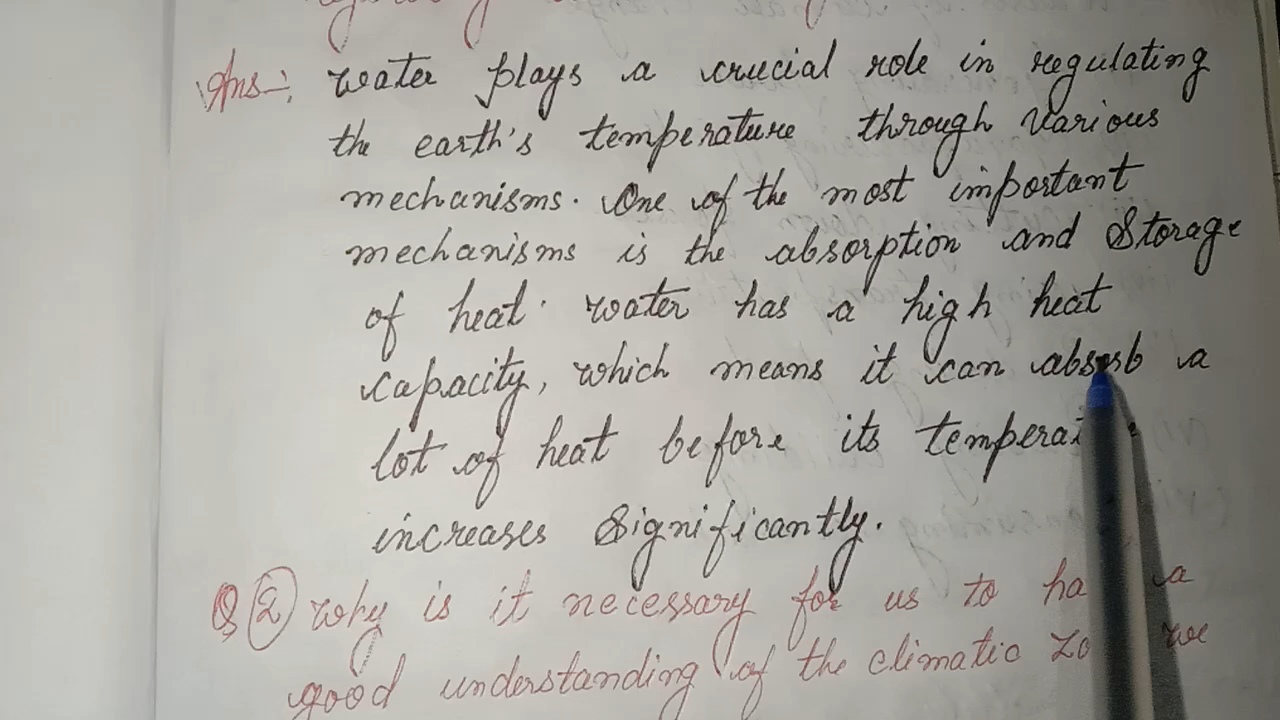 Ans:- Water plays a crucial role in regulating
the earth's temperature through various
mechanisms. One of the most important
mechanisms is the absorption and Storage
of heat. Water has a high heat
capacity, which means it can absorb a
lot of heat before its
increases Significantly.
Q② Why is it necessary for us to a
good understanding of the climatic we